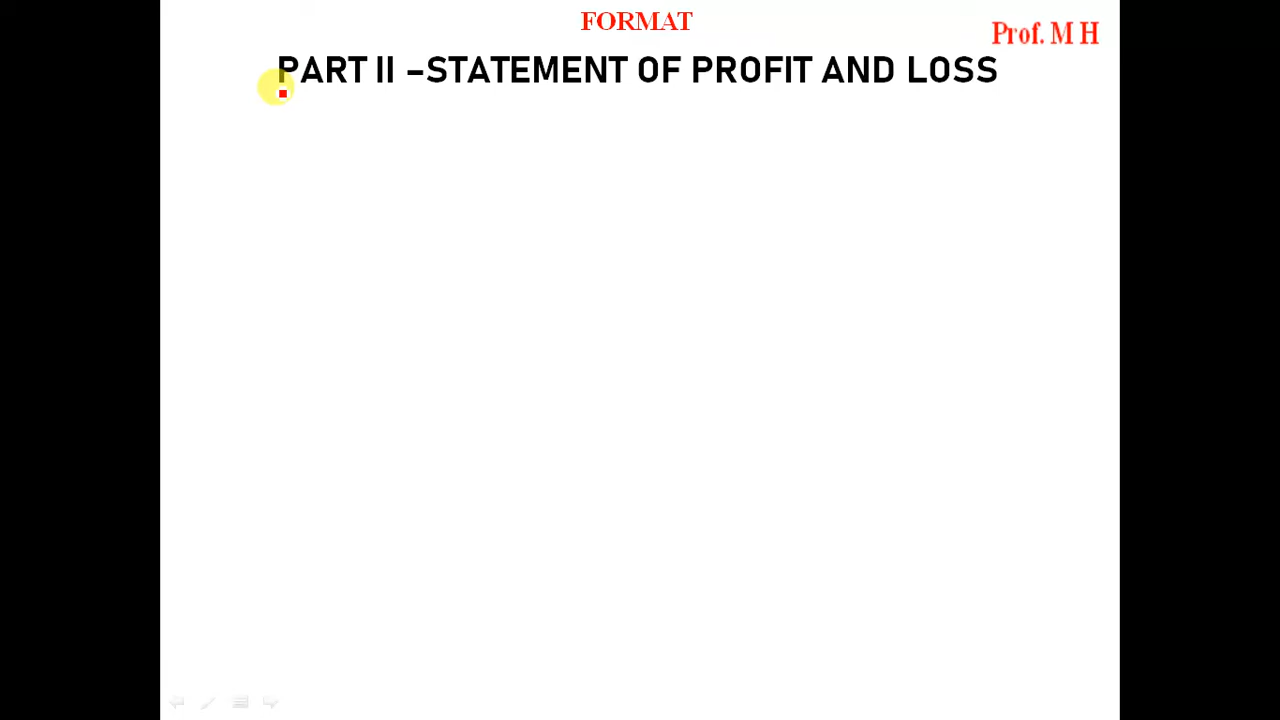 FORMAT
Prof. M H
PART II –STATEMENT OF PROFIT AND LOSS